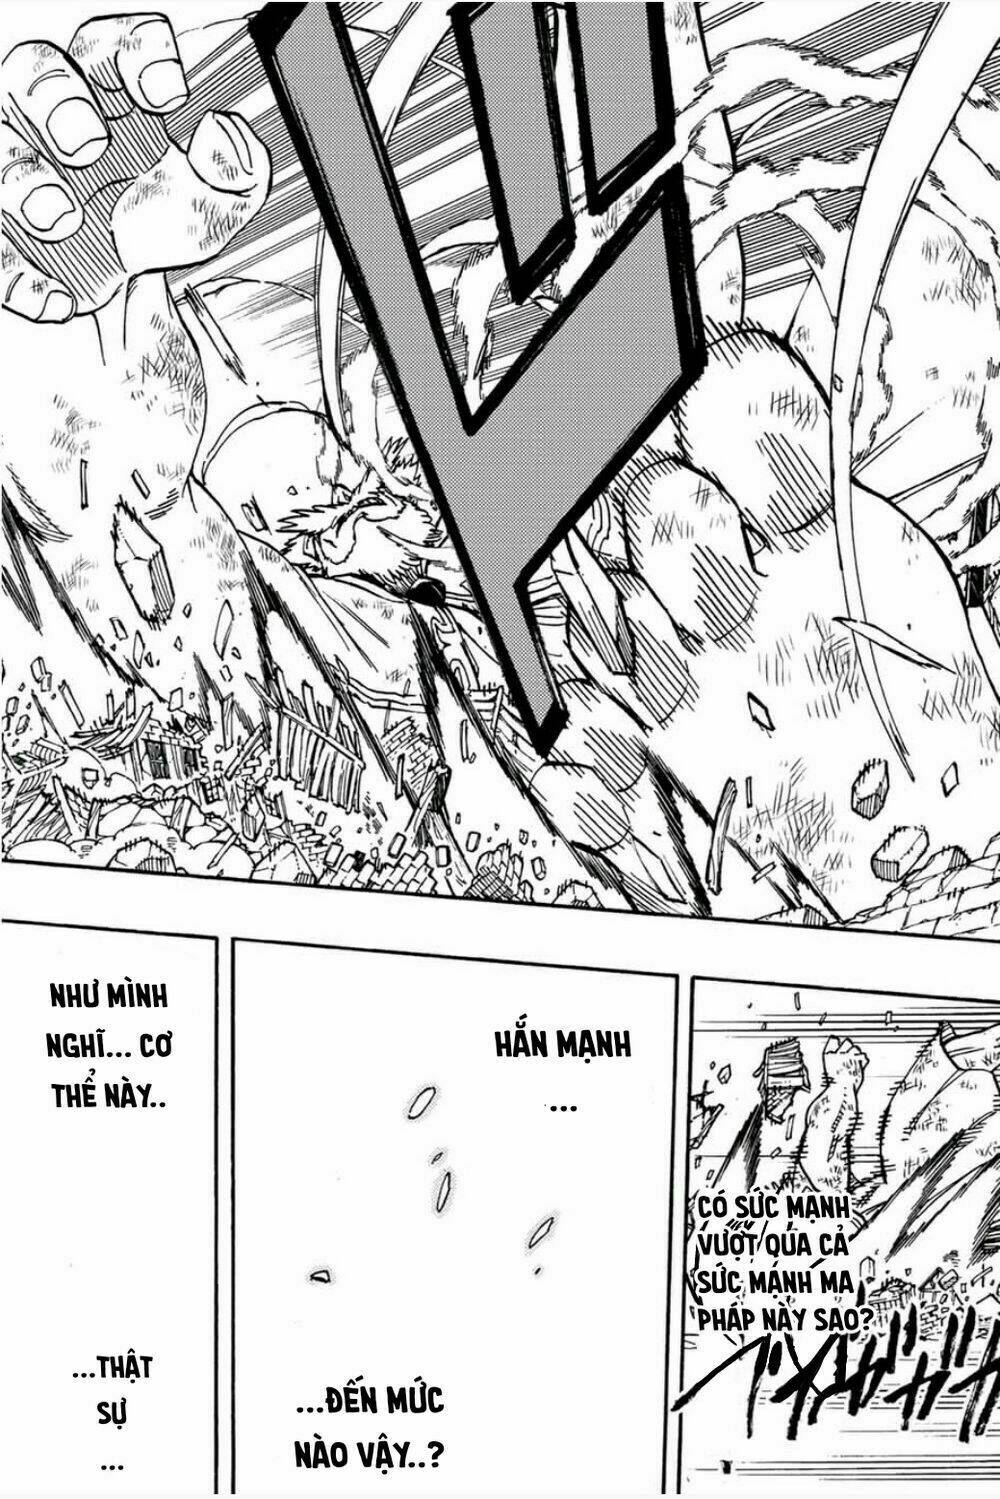 CÓ SỨC MẠNH
VƯỢT QUA CẢ
SỨC MẠNH MA
PHÁP NÀY SAO?
HẮN MẠNH
...
...ĐẾN MỨC
NÀO VẬY..?
NHƯ MÌNH
NGHĨ... CƠ
THỂ NÀY..
...THẬT
SỰ
...